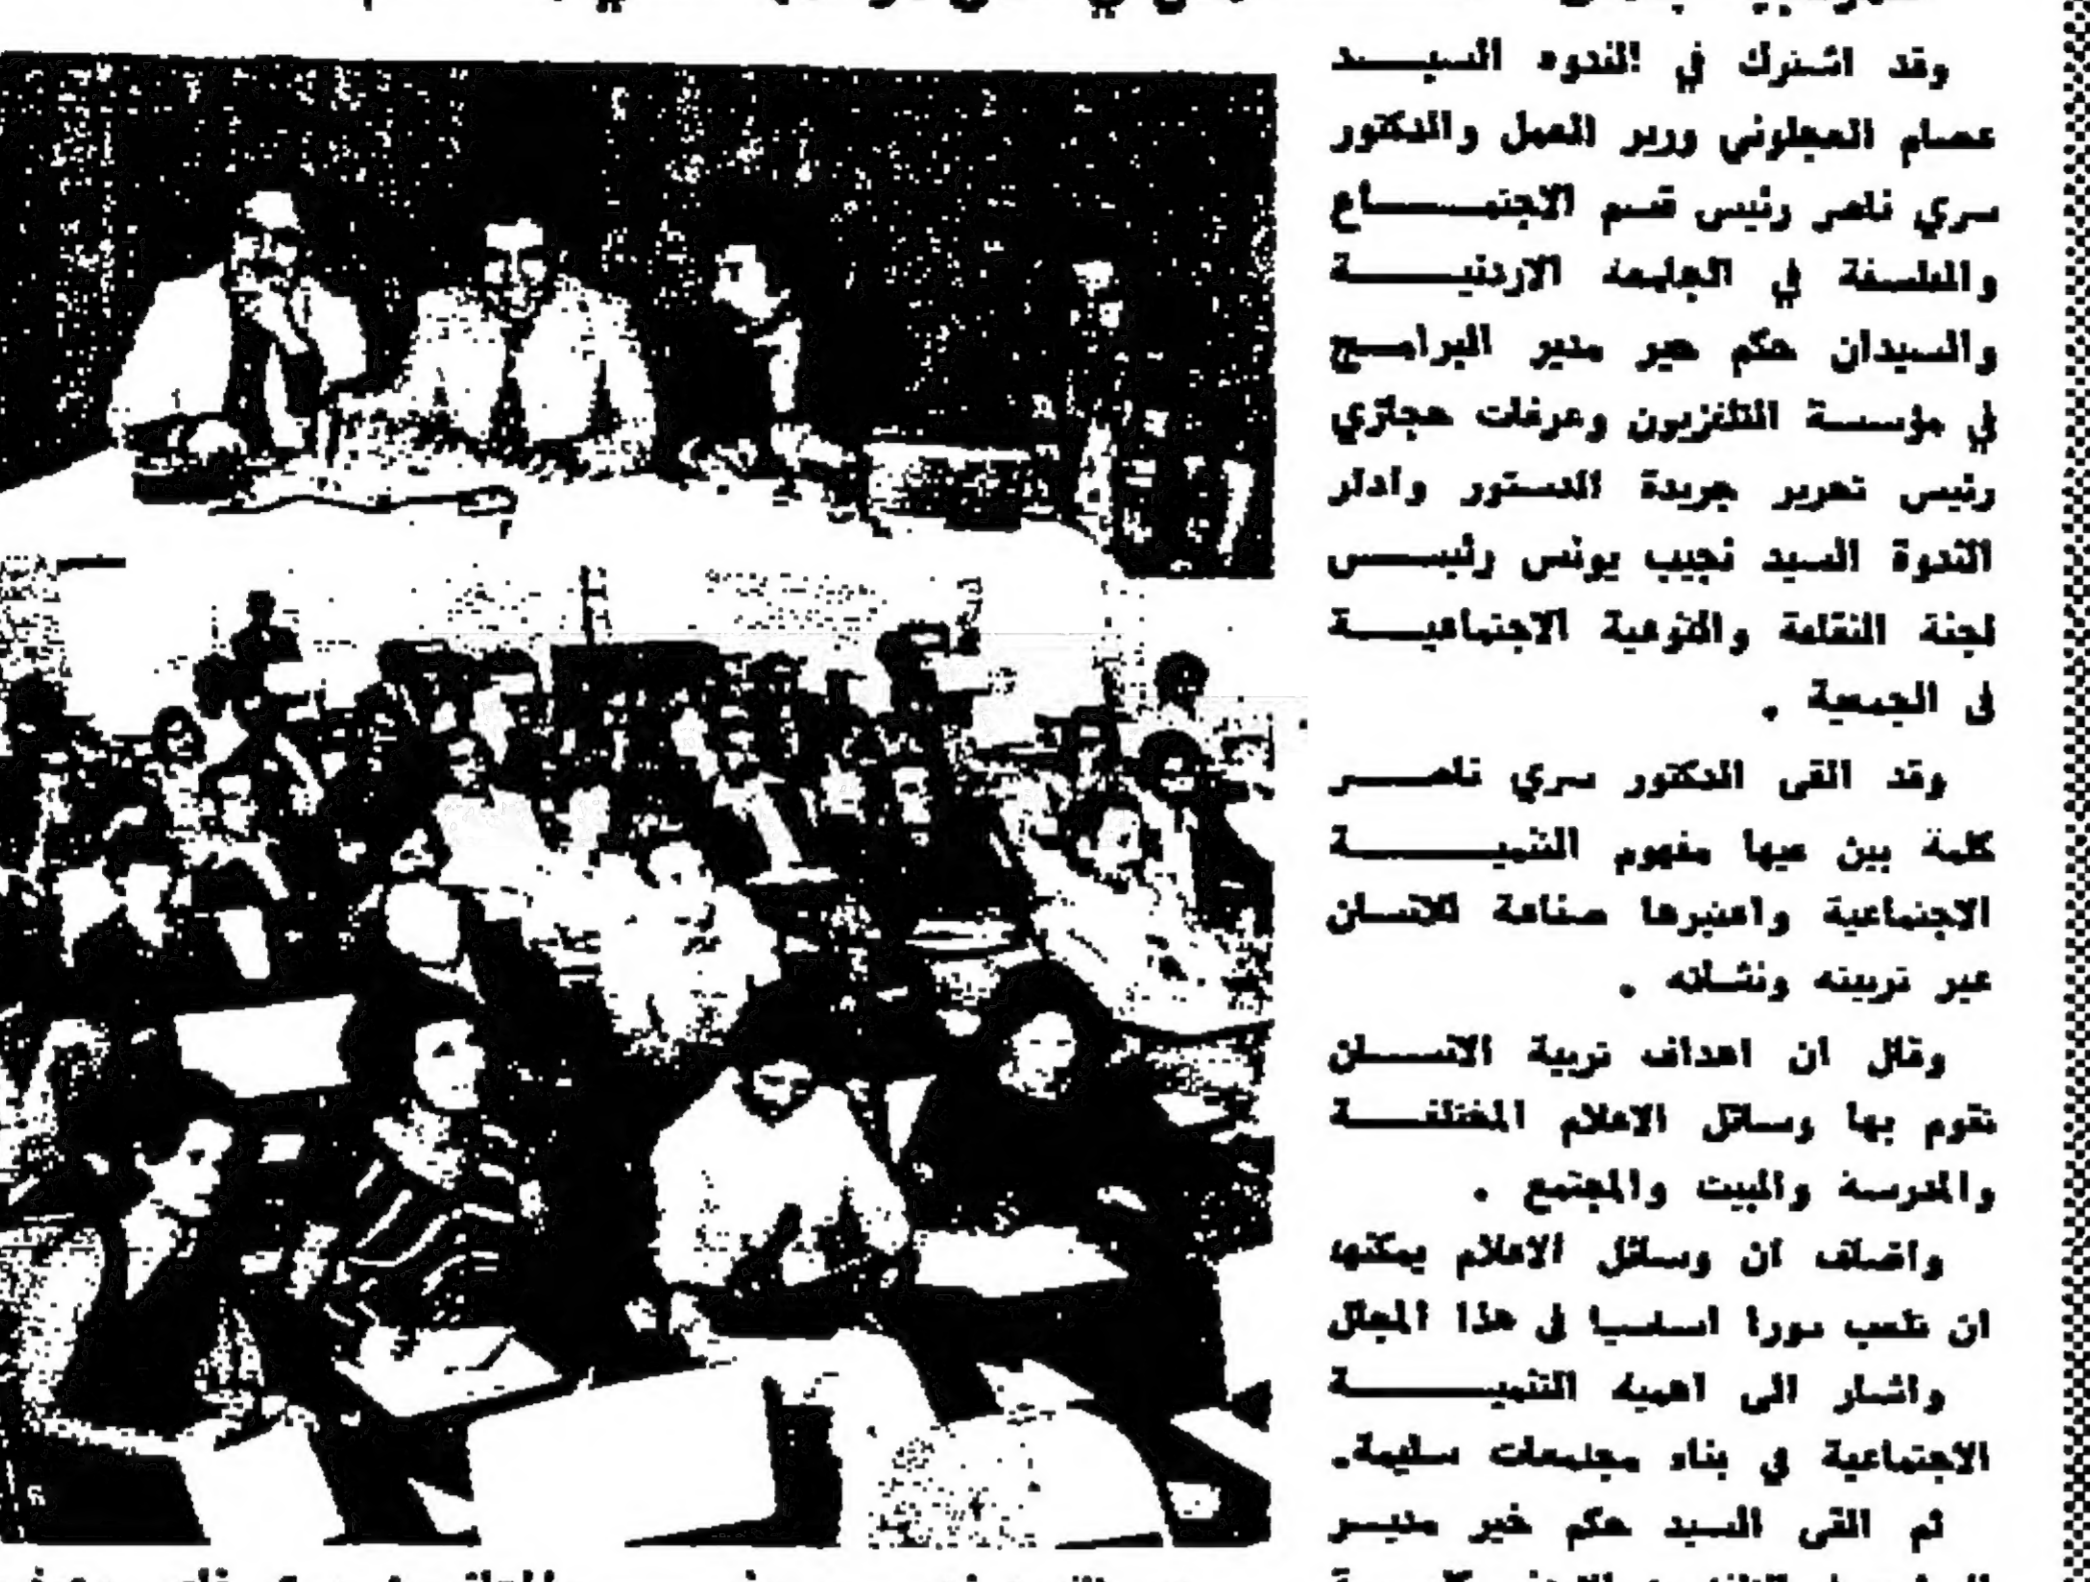 وقد اشترك في الندوه السيد
عصام العجلوني وزير العمل والدكتور
سري ناصر رئيس قسم الاجتماع
والفلسفة في الجامعه الاردنية
والسيدان حكم خير مدير البرامج
في مؤسسة التلفزيون وعرفات حجازي
رئيس تحرير جريدة الدستور وادار
الندوة السيد نجيب يونس رئيس
لجنة الثقافة والتوعية الاجتماعية
في الجمعية .
وقد القى الدكتور سري ناصر
كلمة بين فيها مفهوم التنمية
الاجتماعية واعتبرها صناعة للانسان
عبر تربيته ونشاته .
وقال ان اهداف تربية الانسان
تقوم بها وسائل الاعلام المختلفة
والمدرسه والبيت والمجتمع .
واضاف ان وسائل الاعلام يمكنها
ان تلعب دورا اساسيا في هذا المجال
واشار الى اهميه التنمية
الاجتماعية في بناء مجتمعات سليمة.
ثم القى السيد حكم خير مدير